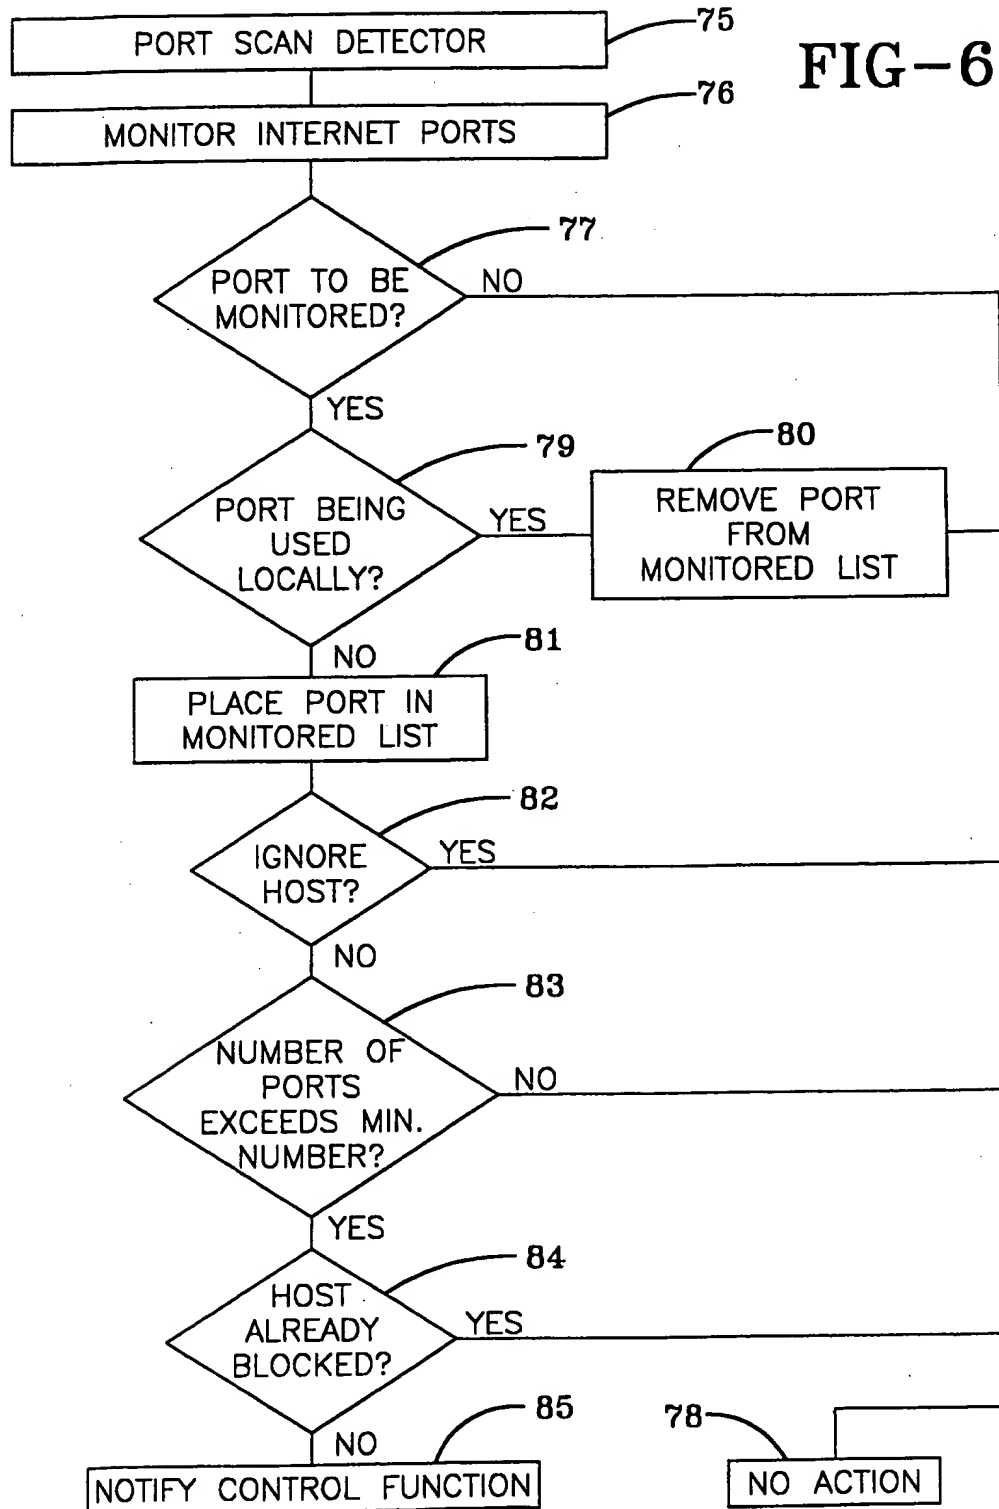 PORT SCAN DETECTOR
75
FIG-6
MONITOR INTERNET PORTS
76
77
PORT TO BE
MONITORED?
NO
YES
79
PORT BEING
USED
LOCALLY?
YES
80
REMOVE PORT
FROM
MONITORED LIST
NO
81
PLACE PORT IN
MONITORED LIST
82
IGNORE
HOST?
YES
NO
83
NUMBER OF
PORTS
EXCEEDS MIN.
NUMBER?
NO
YES
84
HOST
ALREADY
BLOCKED?
YES
NO
85
NOTIFY CONTROL FUNCTION
78
NO ACTION